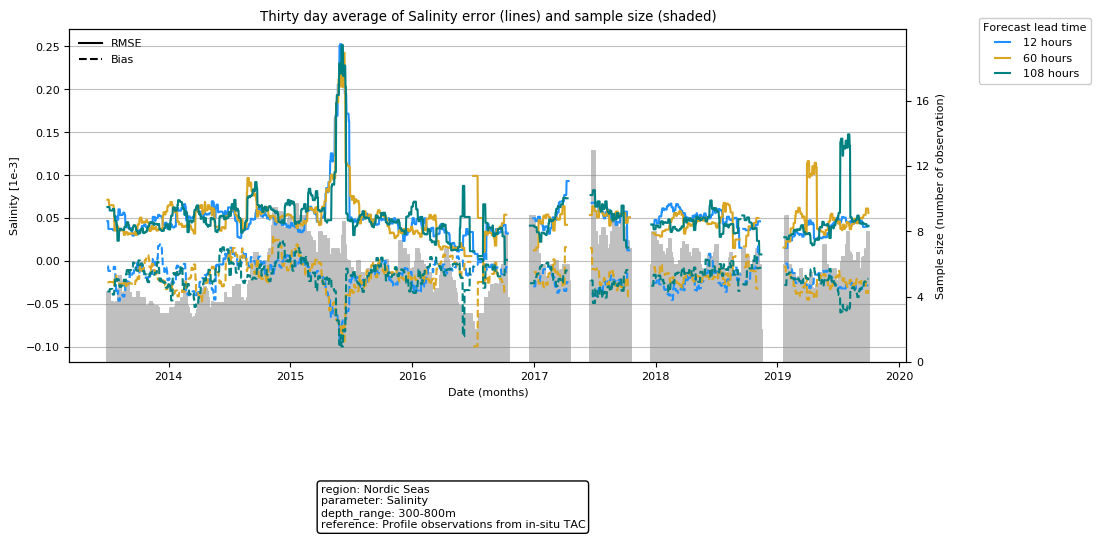 Thirty day average of Salinity error (lines) and sample size (shaded)
Forecast lead time
12 hours
60 hours
108 hours
RMSE
Bias
0.25
0.20
0.15
0.10
0.05
0.00
−0.05
−0.10
Salinity [1e-3]
16
12
8
4
0
Sample size (number of observation)
2014
2015
2016
2017
2018
2019
2020
Date (months)
region: Nordic Seas
parameter: Salinity
depth_range: 300-800m
reference: Profile observations from in-situ TAC